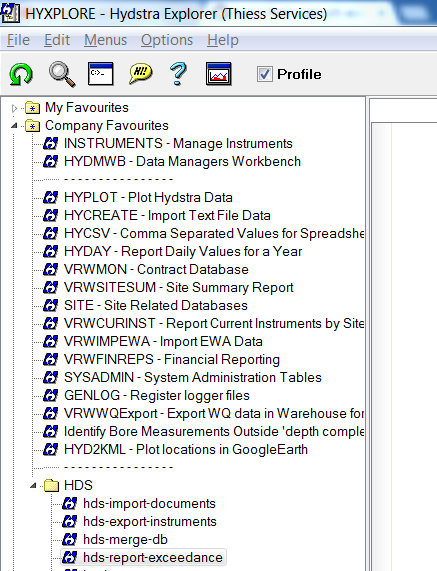 HYXPLORE - Hydstra Explorer (Thiess Services)
File Edit Menus Options Help
C:\> HI! ? Profile
My Favourites
Company Favourites
INSTRUMENTS - Manage Instruments
HYDMWB - Data Managers Workbench
- - - - - - - - - - - - - - -
HYPLOT - Plot Hydstra Data
HYCREATE - Import Text File Data
HYCSV - Comma Separated Values for Spreadshe
HYDAY - Report Daily Values for a Year
VRWMON - Contract Database
VRWSITESUM - Site Summary Report
SITE - Site Related Databases
VRWCURINST - Report Current Instruments by Site
VRWIMPEWA - Import EWA Data
VRWFINREPS - Financial Reporting
SYSADMIN - System Administration Tables
GENLOG - Register logger files
VRWWQExport - Export WQ data in Warehouse for
Identify Bore Measurements Outside 'depth comple
HYD2KML - Plot locations in GoogleEarth
- - - - - - - - - - - - - - -
HDS
hds-import-documents
hds-export-instruments
hds-merge-db
hds-report-exceedance